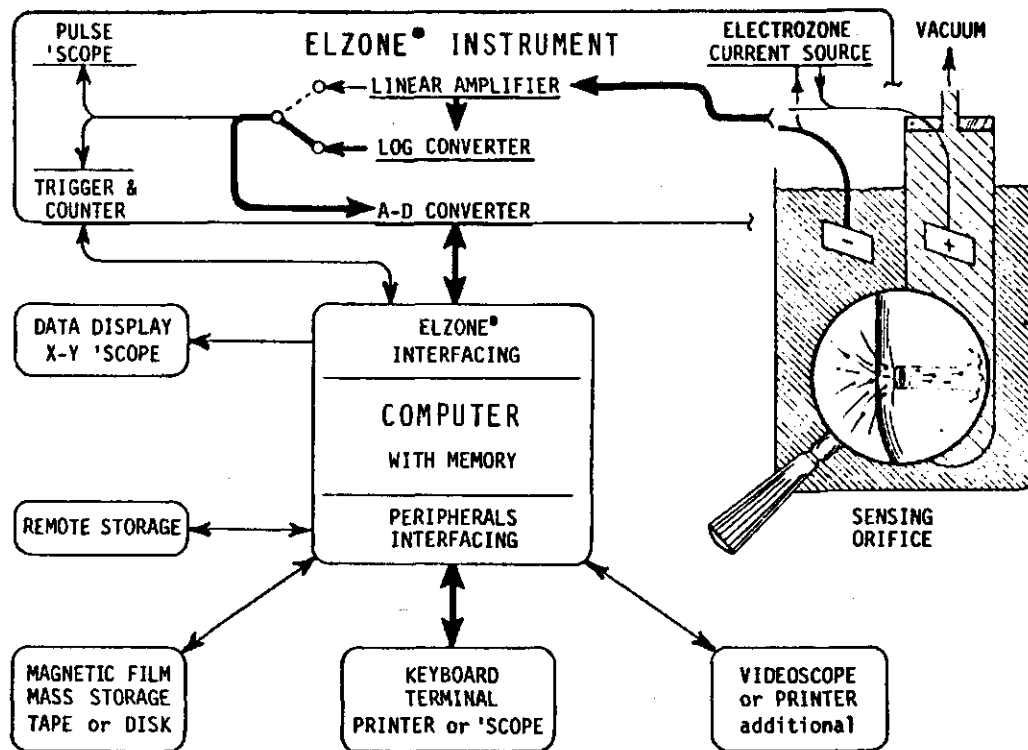 PULSE
'SCOPE
ELZONE® INSTRUMENT
ELECTROZONE
CURRENT SOURCE
VACUUM
LINEAR AMPLIFIER
LOG CONVERTER
TRIGGER &
COUNTER
A-D CONVERTER
-
+
DATA DISPLAY
X-Y 'SCOPE
ELZONE®
INTERFACING
COMPUTER
WITH MEMORY
REMOTE STORAGE
PERIPHERALS
INTERFACING
SENSING
ORIFICE
MAGNETIC FILM
MASS STORAGE
TAPE or DISK
KEYBOARD
TERMINAL
PRINTER or 'SCOPE
VIDEOSCOPE
or PRINTER
additional